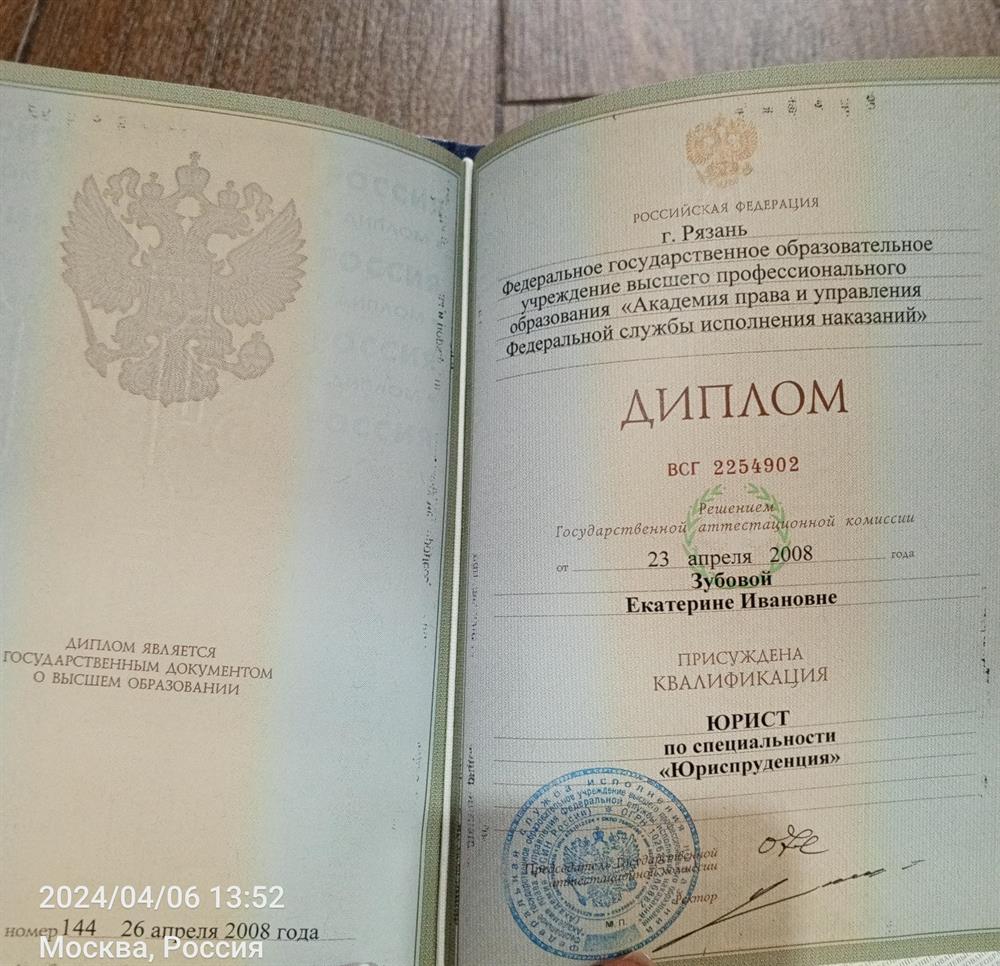 ДИПЛОМ ЯВЛЯЕТСЯ
ГОСУДАРСТВЕННЫМ ДОКУМЕНТОМ
О ВЫСШЕМ ОБРАЗОВАНИИ
2024/04/06 13:52
номер 144 26 апреля 2008 года
Москва, Россия
РОССИЙСКАЯ ФЕДЕРАЦИЯ
г. Рязань
Федеральное государственное образовательное
учреждение высшего профессионального
образования «Академия права и управления
Федеральной службы исполнения наказаний»
ДИПЛОМ
ВСГ 2254902
Решением
Государственной аттестационной комиссии
от 23 апреля 2008 года
Зубовой
Екатерине Ивановне
ПРИСУЖДЕНА
КВАЛИФИКАЦИЯ
ЮРИСТ
по специальности
«Юриспруденция»
Председатель Государственной
аттестационной комиссии
Ректор
М.П.